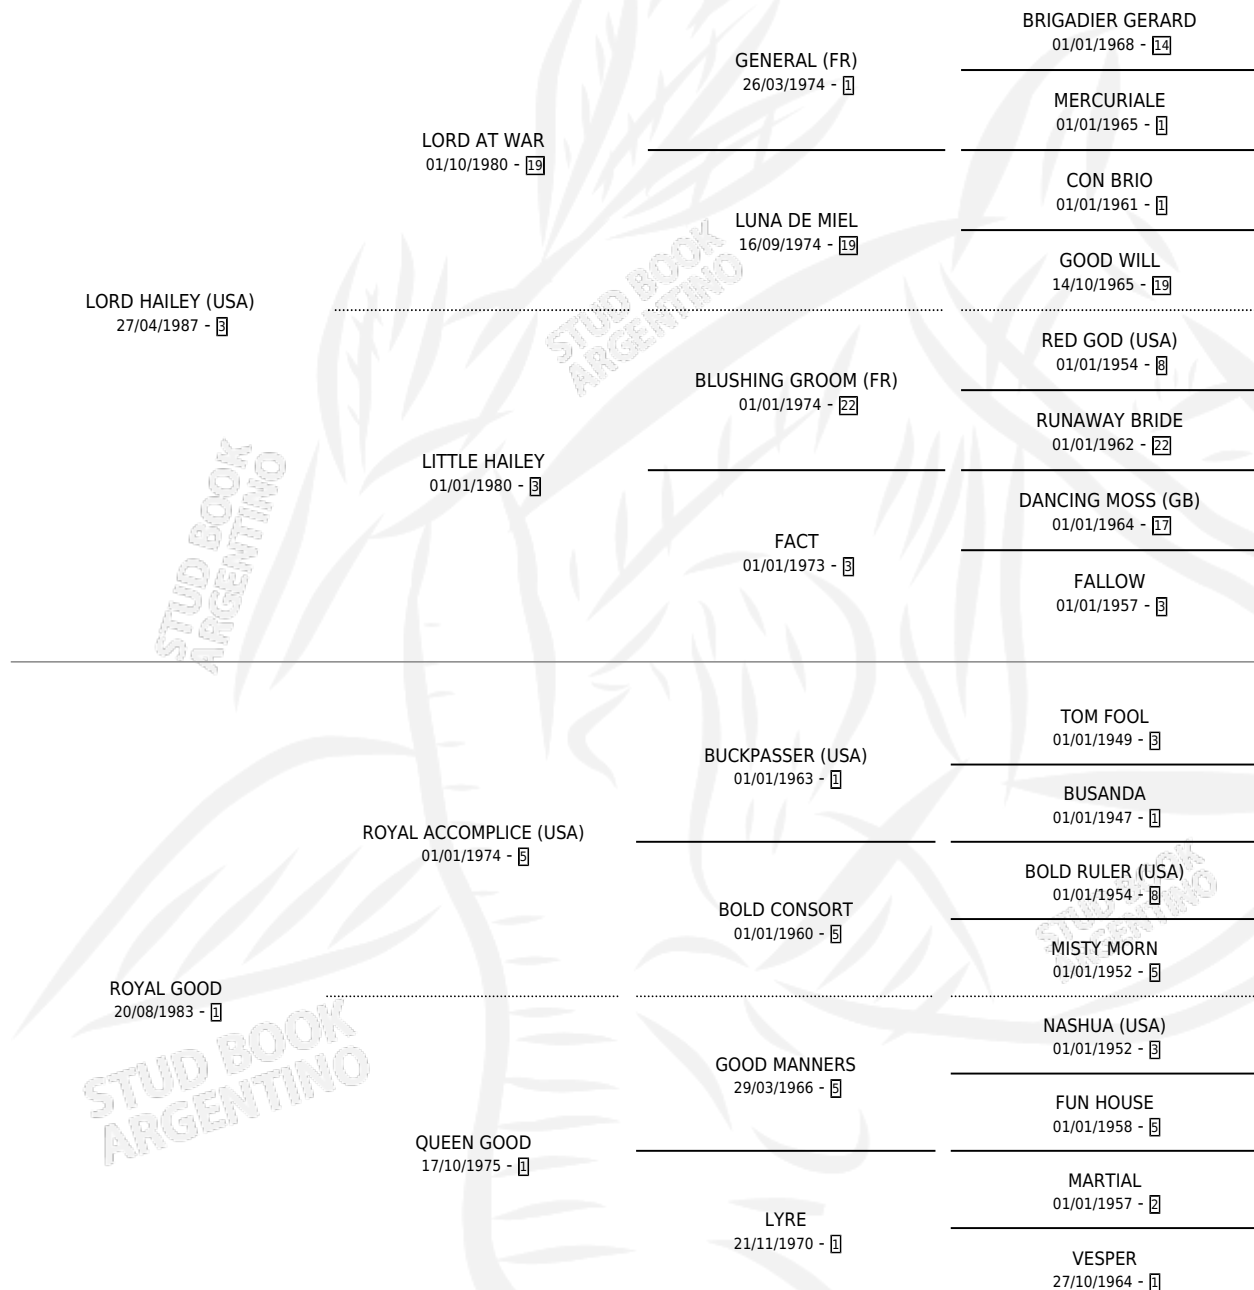 BRIGADIER GERARD
01/01/1968 - 14
GENERAL (FR)
26/03/1974 - 1
MERCURIALE
01/01/1965 - 1
LORD AT WAR
01/10/1980 - 19
CON BRIO
01/01/1961 - 1
LUNA DE MIEL
16/09/1974 - 19
GOOD WILL
14/10/1965 - 19
LORD HAILEY (USA)
27/04/1987 - 3
STUD BOOK
ARGENTINO
RED GOD (USA)
01/01/1954 - 8
BLUSHING GROOM (FR)
01/01/1974 - 22
RUNAWAY BRIDE
01/01/1962 - 22
LITTLE HAILEY
01/01/1980 - 3
DANCING MOSS (GB)
01/01/1964 - 17
FACT
01/01/1973 - 3
FALLOW
01/01/1957 - 3
STUD BOOK
ARGENTINO
TOM FOOL
01/01/1949 - 3
BUCKPASSER (USA)
01/01/1963 - 1
BUSANDA
01/01/1947 - 1
ROYAL ACCOMPLICE (USA)
01/01/1974 - 5
BOLD RULER (USA)
01/01/1954 - 8
BOLD CONSORT
01/01/1960 - 5
STUD BOOK
ARGENTINO
MISTY MORN
01/01/1952 - 5
ROYAL GOOD
20/08/1983 - 1
STUD BOOK
ARGENTINO
NASHUA (USA)
01/01/1952 - 3
GOOD MANNERS
29/03/1966 - 5
FUN HOUSE
01/01/1958 - 5
QUEEN GOOD
17/10/1975 - 1
MARTIAL
01/01/1957 - 2
LYRE
21/11/1970 - 1
VESPER
27/10/1964 - 1